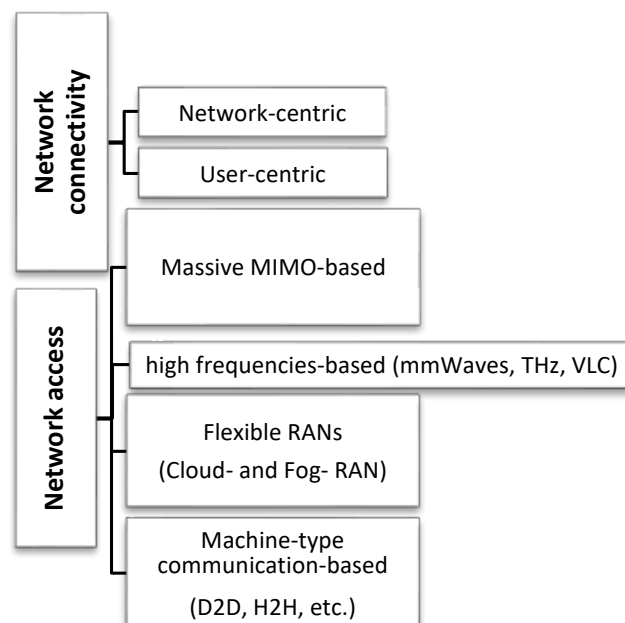 Network
connectivity
Network-centric
User-centric
Network access
Massive MIMO-based
high frequencies-based (mmWaves, THz, VLC)
Flexible RANs
(Cloud- and Fog- RAN)
Machine-type
communication-based
(D2D, H2H, etc.)